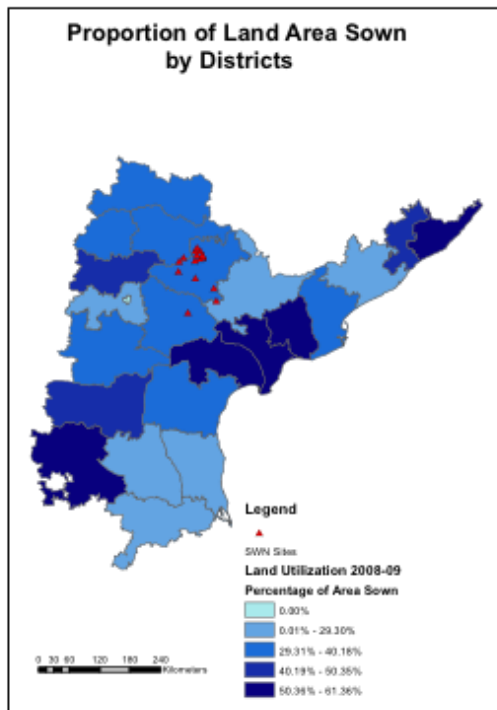 Proportion of Land Area Sown
by Districts
Legend
SWN Sites
Land Utilization 2008-09
Percentage of Area Sown
0.00%
0.01% - 29.30%
29.31% - 40.18%
40.19% - 50.35%
50.36% - 61.36%
0 30 60 120 180 240
Kilometers